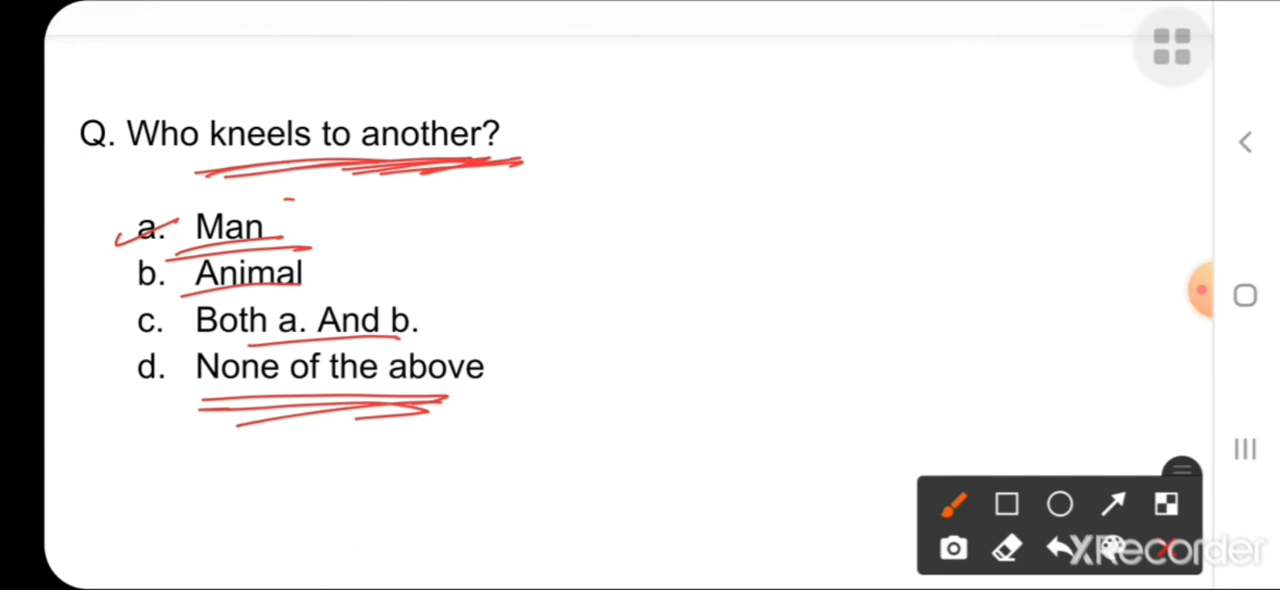 Q. Who kneels to another?
a. Man
b. Animal
c. Both a. And b.
d. None of the above
XRecorder